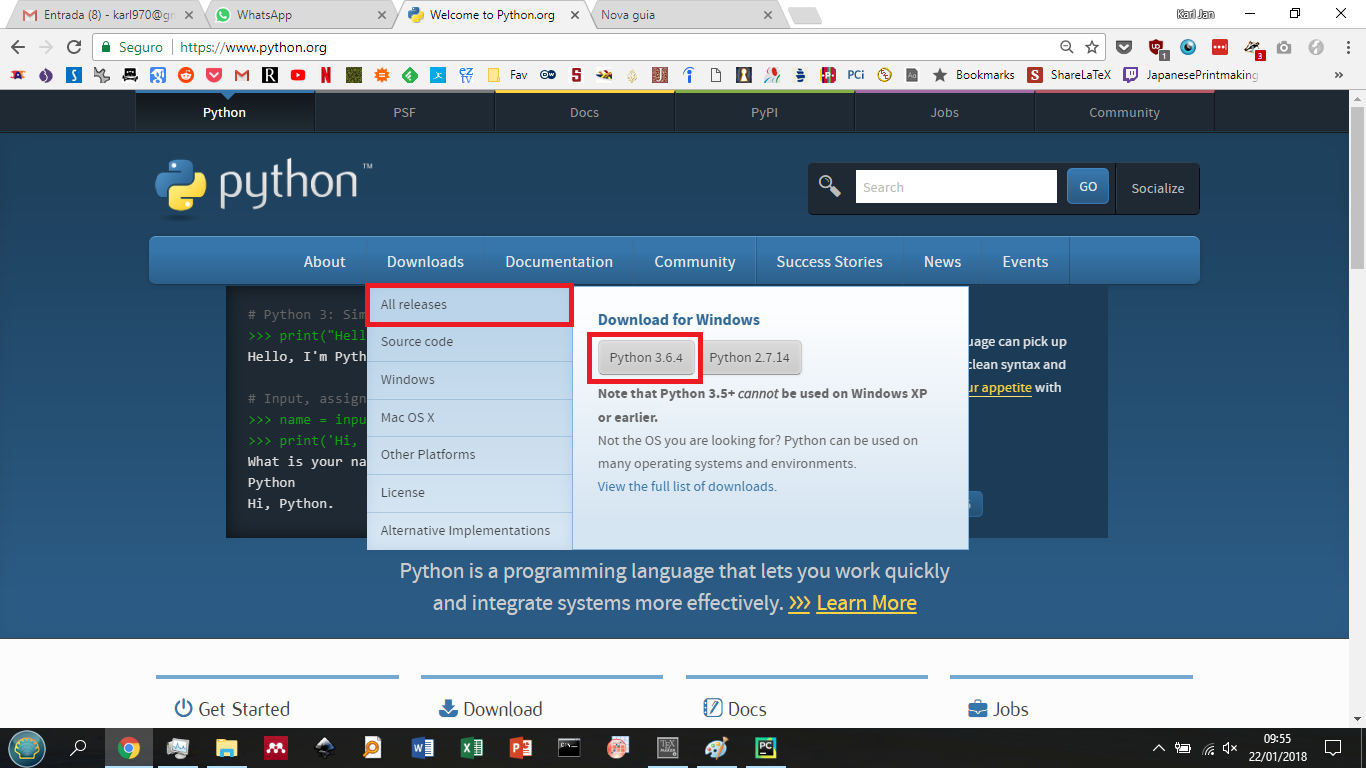 Entrada (8) - karl970@gm
WhatsApp
Welcome to Python.org
Nova guia
Karl Jan
Seguro
https://www.python.org
Fav
PCi
Bookmarks
ShareLaTeX
JapanesePrintmaking
Python
PSF
Docs
PyPI
Jobs
Community
python™
Search
GO
Socialize
About
Downloads
Documentation
Community
Success Stories
News
Events
All releases
Source code
Windows
Mac OS X
Other Platforms
License
Alternative Implementations
Download for Windows
Python 3.6.4
Python 2.7.14
Note that Python 3.5+ cannot be used on Windows XP
or earlier.
Not the OS you are looking for? Python can be used on
many operating systems and environments.
View the full list of downloads.
# Python 3: Sim
>>> print("Hell
Hello, I'm Pyth
# Input, assign
>>> name = inpu
>>> print('Hi,
What is your na
Python
Hi, Python.
uage can pick up
clean syntax and
ur appetite with
Python is a programming language that lets you work quickly
and integrate systems more effectively. >>> Learn More
Get Started
Download
Docs
Jobs
09:55
22/01/2018